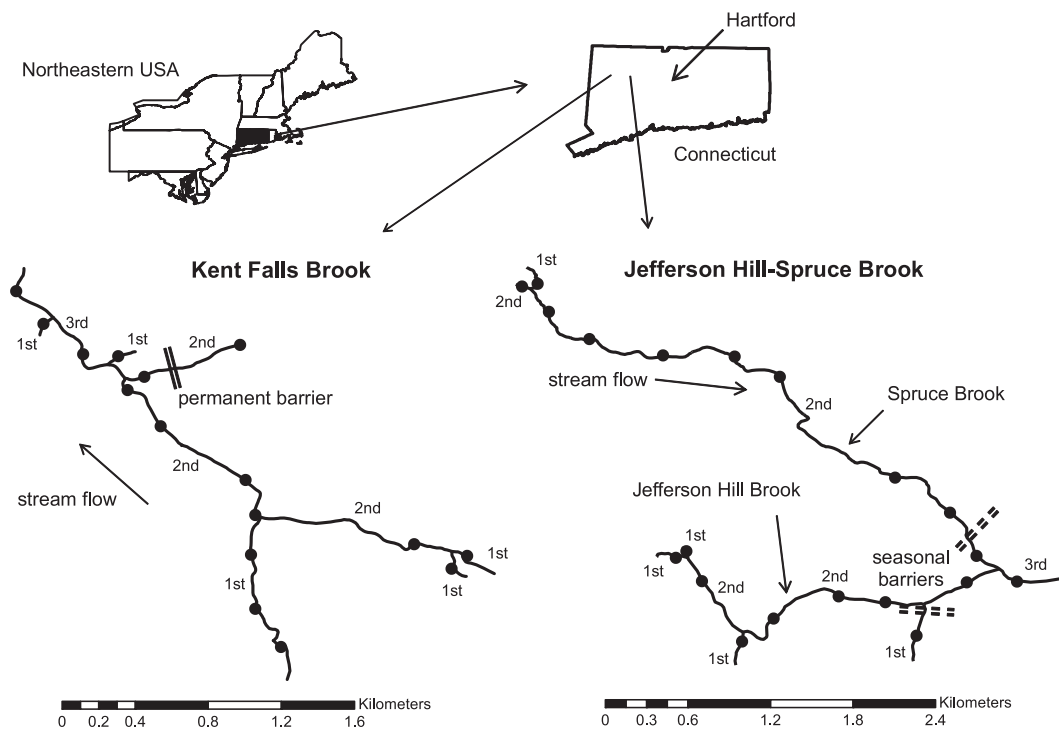 Hartford
Northeastern USA
Connecticut
Kent Falls Brook
1st
3rd
1st
1st
2nd
permanent barrier
2nd
stream flow
2nd
1st
1st
1st
Kilometers
0 0.2 0.4 0.8 1.2 1.6
Jefferson Hill-Spruce Brook
1st
2nd
stream flow
2nd
Spruce Brook
Jefferson Hill Brook
1st
1st
2nd
2nd
seasonal
barriers
3rd
1st
1st
Kilometers
0 0.3 0.6 1.2 1.8 2.4